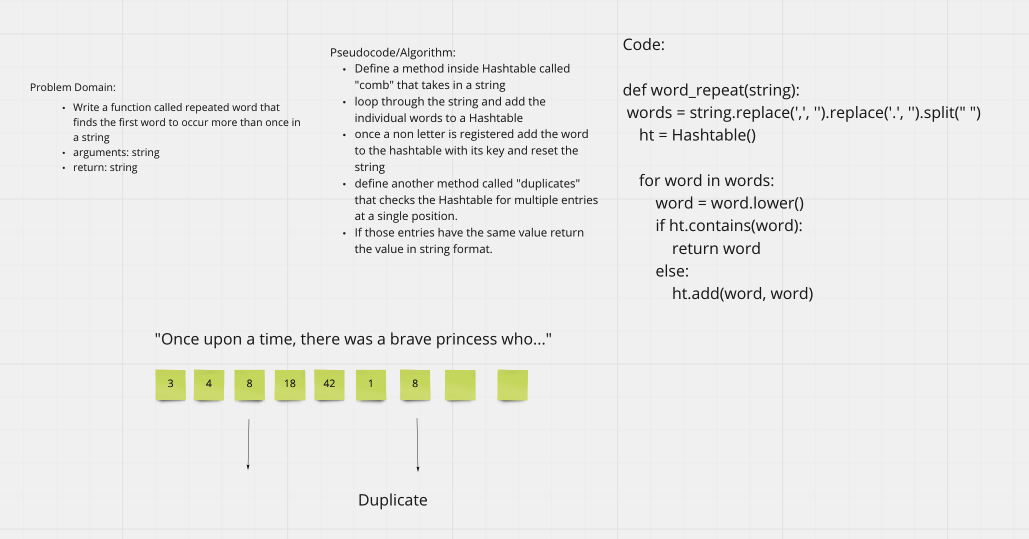 Problem Domain:
• Write a function called repeated word that
finds the first word to occur more than once in
a string
• arguments: string
• return: string
Pseudocode/Algorithm:
• Define a method inside Hashtable called
"comb" that takes in a string
• loop through the string and add the
individual words to a Hashtable
• once a non letter is registered add the word
to the hashtable with its key and reset the
string
• define another method called "duplicates"
that checks the Hashtable for multiple entries
at a single position.
• If those entries have the same value return
the value in string format.
Code:
def word_repeat(string):
words = string.replace(',', '').replace('.', '').split(" ")
ht = Hashtable()
for word in words:
word = word.lower()
if ht.contains(word):
return word
else:
ht.add(word, word)
"Once upon a time, there was a brave princess who..."
3 4 8 18 42 1 8
Duplicate